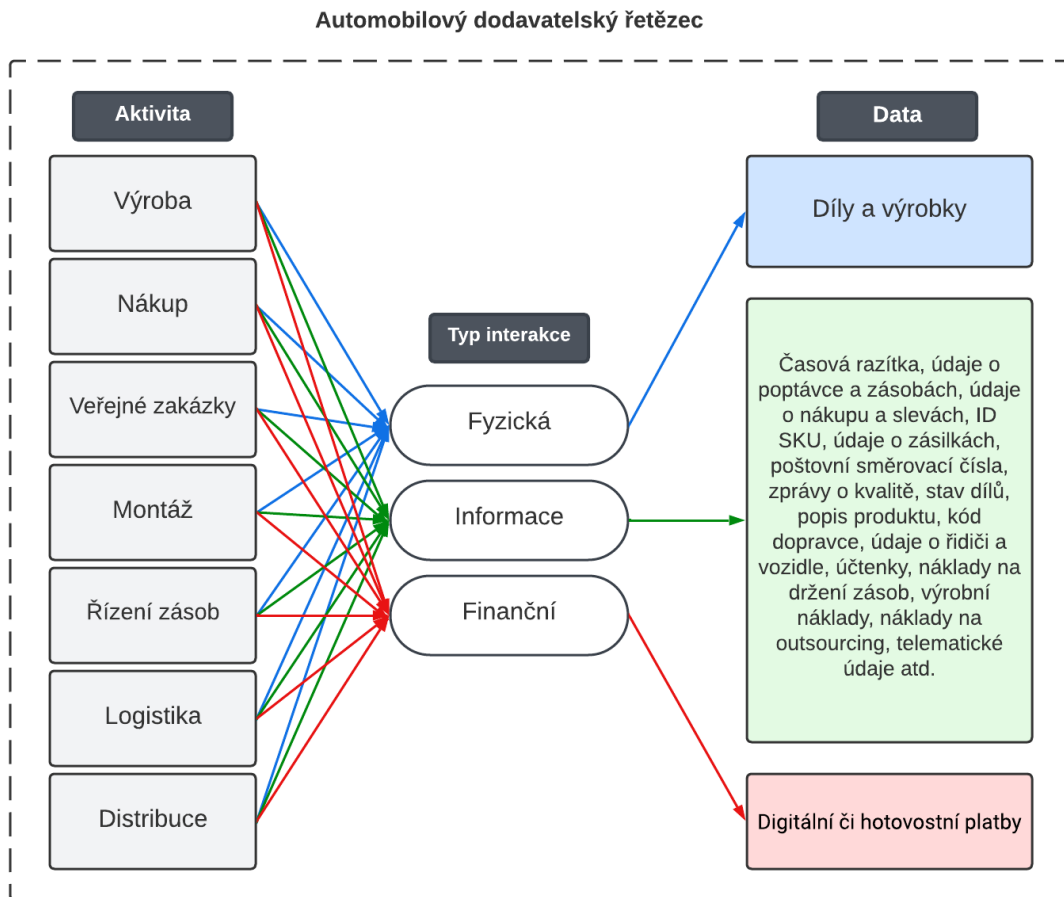 Automobilový dodavatelský řetězec
Aktivita
Výroba
Nákup
Veřejné zakázky
Montáž
Řízení zásob
Logistika
Distribuce
Typ interakce
Fyzická
Informace
Finanční
Data
Díly a výrobky
Časová razítka, údaje o
poptávce a zásobách, údaje
o nákupu a slevách, ID
SKU, údaje o zásilkách,
poštovní směrovací čísla,
zprávy o kvalitě, stav dílů,
popis produktu, kód
dopravce, údaje o řidiči a
vozidle, účtenky, náklady na
držení zásob, výrobní
náklady, náklady na
outsourcing, telematické
údaje atd.
Digitální či hotovostní platby